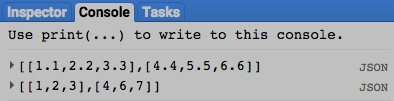 Inspector Console Tasks
Use print(...) to write to this console.
[[1.1,2.2,3.3],[4.4,5.5,6.6]] JSON
[[1,2,3],[4,6,7]] JSON